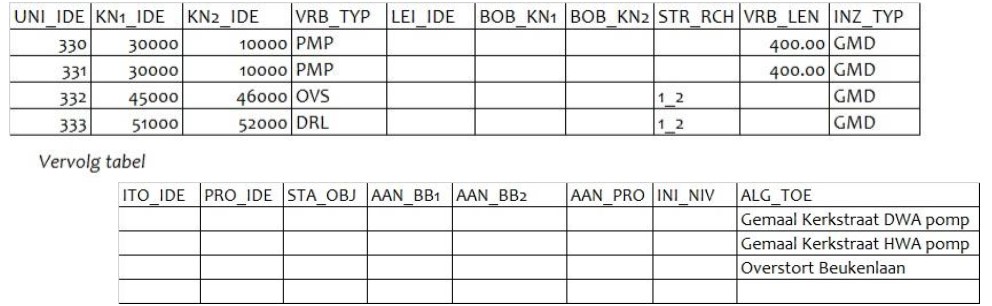 UNI_IDE KN1_IDE KN2_IDE VRB_TYP LEI_IDE BOB_KN1 BOB_KN2 STR_RCH VRB_LEN INZ_TYP
330 30000 10000 PMP 400.00 GMD
331 30000 10000 PMP 400.00 GMD
332 45000 46000 OVS 1_2 GMD
333 51000 52000 DRL 1_2 GMD
Vervolg tabel
ITO_IDE PRO_IDE STA_OBJ AAN_BB1 AAN_BB2 AAN_PRO INI_NIV ALG_TOE
Gemaal Kerkstraat DWA pomp
Gemaal Kerkstraat HWA pomp
Overstort Beukenlaan